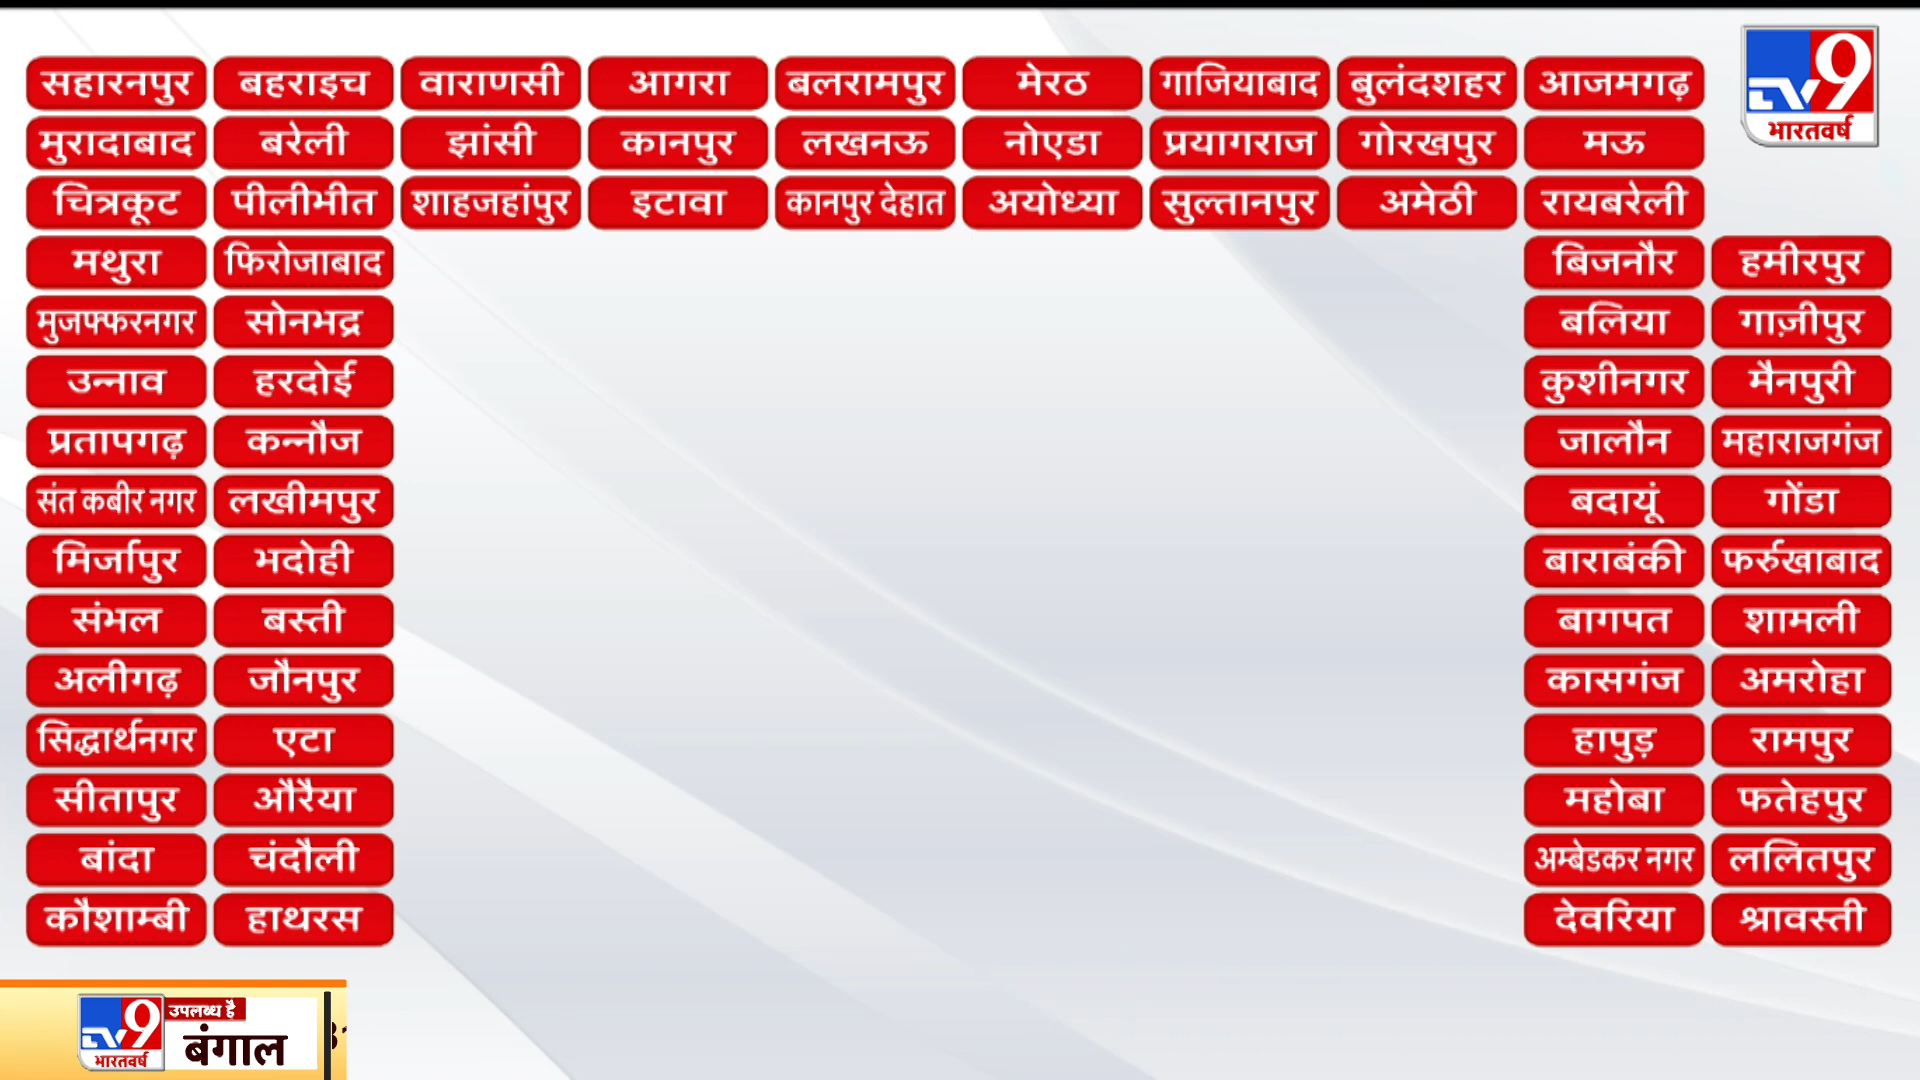 सहारनपुर बहराइच वाराणसी आगरा बलरामपुर मेरठ गाजियाबाद बुलंदशहर आजमगढ़
TV9
भारतवर्ष
मुरादाबाद बरेली झांसी कानपुर लखनऊ नोएडा प्रयागराज गोरखपुर मऊ
चित्रकूट पीलीभीत शाहजहांपुर इटावा कानपुर देहात अयोध्या सुल्तानपुर अमेठी रायबरेली
मथुरा फिरोजाबाद बिजनौर हमीरपुर
मुजफ्फरनगर सोनभद्र बलिया गाज़ीपुर
उन्नाव हरदोई कुशीनगर मैनपुरी
प्रतापगढ़ कन्नौज जालौन महाराजगंज
संत कबीर नगर लखीमपुर बदायूं गोंडा
मिर्जापुर भदोही बाराबंकी फर्रुखाबाद
संभल बस्ती बागपत शामली
अलीगढ़ जौनपुर कासगंज अमरोहा
सिद्धार्थनगर एटा हापुड़ रामपुर
सीतापुर औरैया महोबा फतेहपुर
बांदा चंदौली अम्बेडकर नगर ललितपुर
कौशाम्बी हाथरस देवरिया श्रावस्ती
TV9
भारतवर्ष
उपलब्ध है
बंगाल